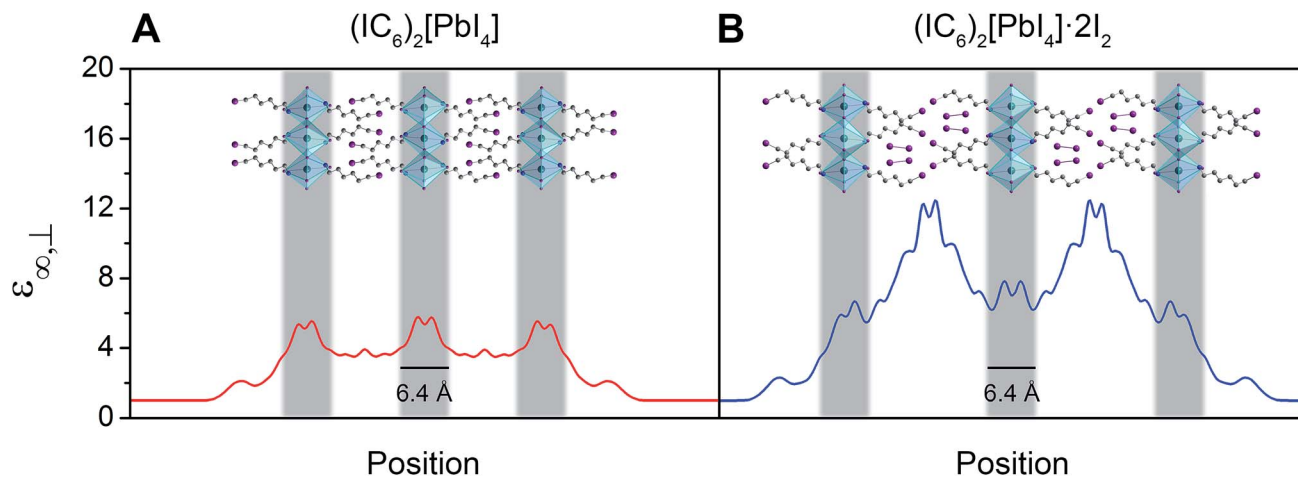 A (IC₆)₂[PbI₄] B (IC₆)₂[PbI₄]·2I₂
20
16
12
8
4
0
ε∞,⊥
6.4 Å 6.4 Å
Position Position